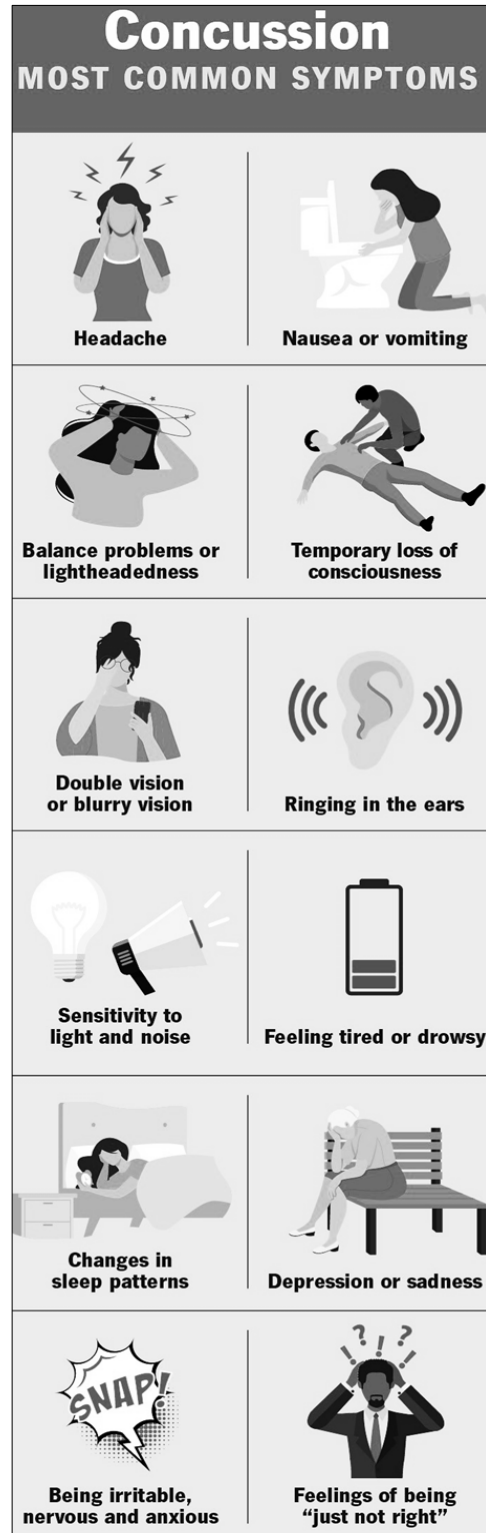 Concussion
MOST COMMON SYMPTOMS
Headache
Nausea or vomiting
Balance problems or
lightheadedness
Temporary loss of
consciousness
Double vision
or blurry vision
Ringing in the ears
Sensitivity to
light and noise
Feeling tired or drowsy
Changes in
sleep patterns
Depression or sadness
SNAP!
Being irritable,
nervous and anxious
? ! ? ! !
Feelings of being
“just not right”